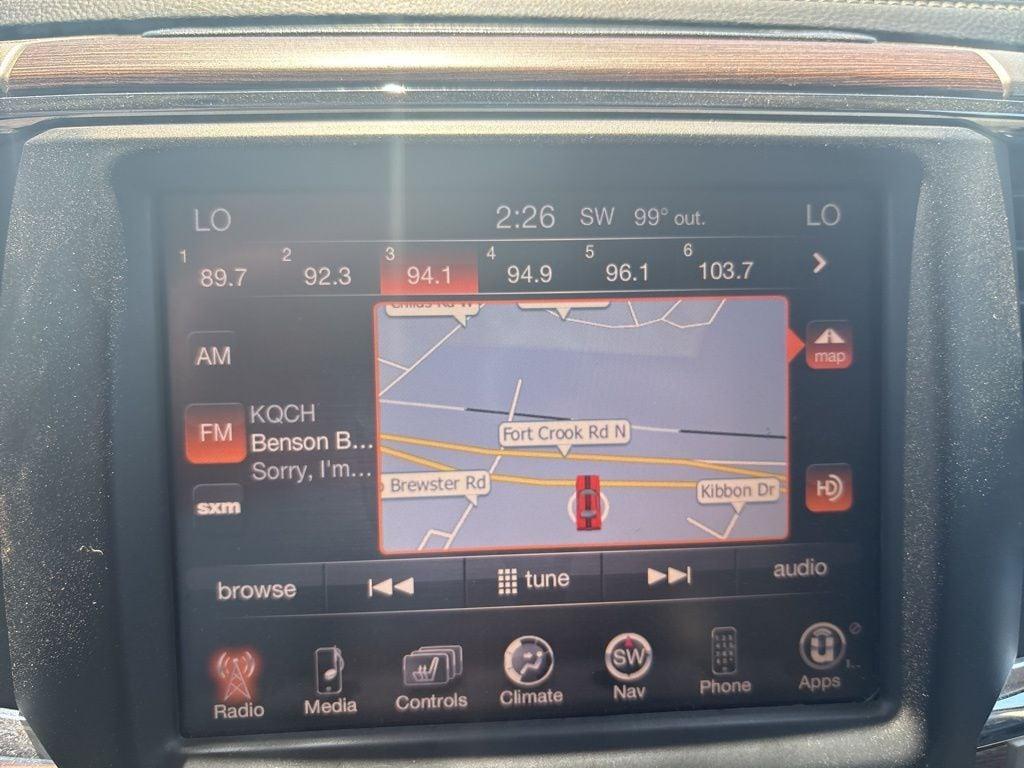 LO 2:26 SW 99° out. LO
1 89.7 2 92.3 3 94.1 4 94.9 5 96.1 6 103.7
AM
map
FM
KQCH
Benson B...
Sorry, I'm...
sxm
Fort Crook Rd N
Brewster Rd
Kibbon Dr
HD
browse tune audio
SW
Radio Media Controls Climate Nav Phone Apps